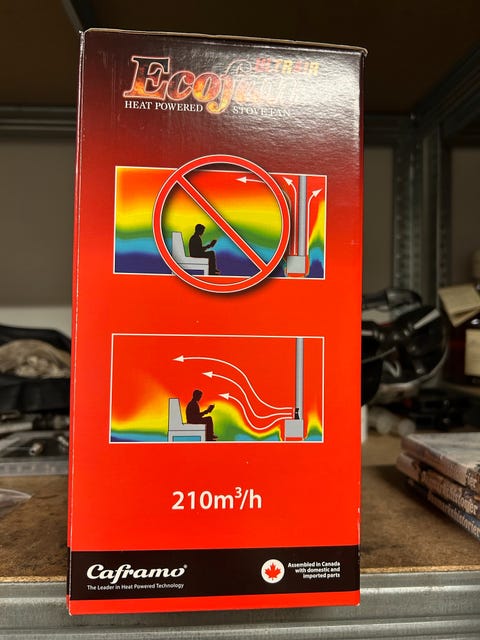 Ecofan
ULTRAIR
HEAT POWERED STOVE FAN
210m³/h
Caframo®
The Leader in Heat Powered Technology
Assembled in Canada
with domestic and
imported parts